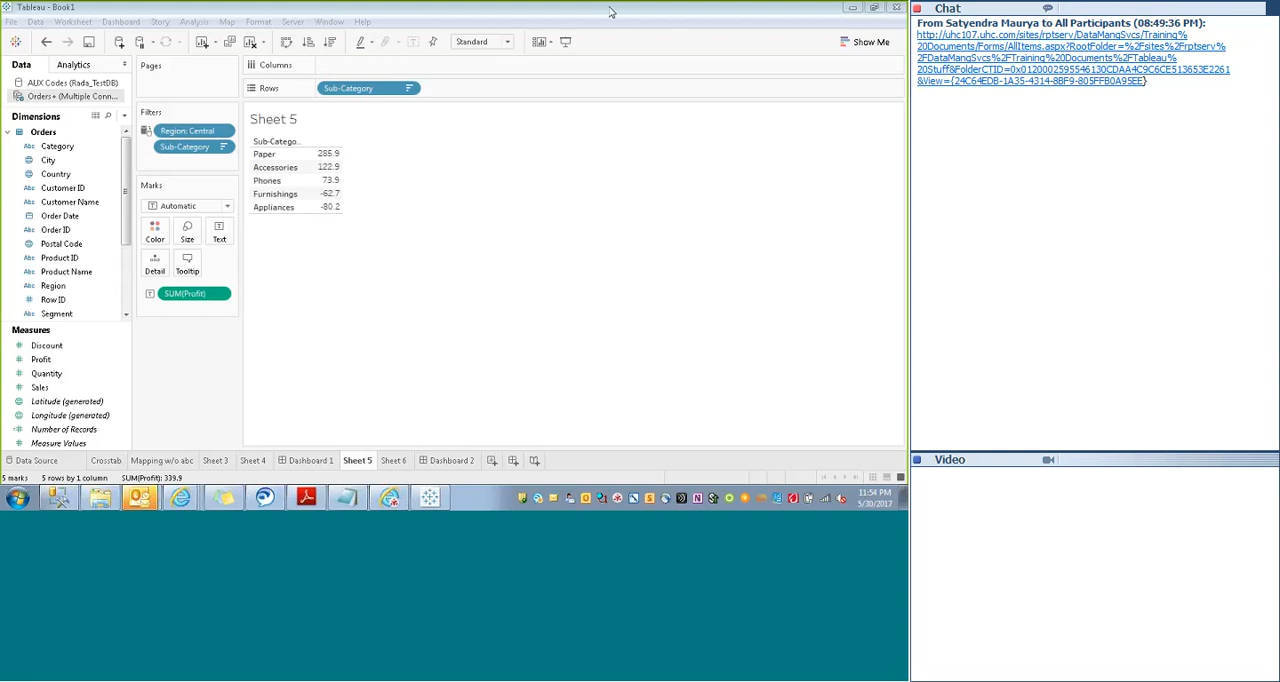 Tableau - Book1
File Data Worksheet Dashboard Story Analysis Map Format Server Window Help
Standard
Show Me
Data Analytics
AUX Codes (Rada_TestDB)
Orders+ (Multiple Conn...
Dimensions
Orders
Category
City
Country
Customer ID
Customer Name
Order Date
Order ID
Postal Code
Product ID
Product Name
Region
Row ID
Segment
Measures
Discount
Profit
Quantity
Sales
Latitude (generated)
Longitude (generated)
Number of Records
Measure Values
Pages
Filters
Region: Central
Sub-Category
Marks
Automatic
Color Size Text
Detail Tooltip
SUM(Profit)
Columns
Rows Sub-Category
Sheet 5
Sub-Catego..
Paper 285.9
Accessories 122.9
Phones 73.9
Furnishings -62.7
Appliances -80.2
Data Source Crosstab Mapping w/o abc Sheet 3 Sheet 4 Dashboard 1 Sheet 5 Sheet 6 Dashboard 2
5 marks 5 rows by 1 column SUM(Profit): 339.9
11:54 PM
5/30/2017
Chat
From Satyendra Maurya to All Participants (08:49:36 PM):
http://uhc107.uhc.com/sites/rptserv/DataMangSvcs/Training%
20Documents/Forms/AllItems.aspx?RootFolder=%2Fsites%2Frptserv%
2FDataMangSvcs%2FTraining%20Documents%2FTableau%
20Stuff&FolderCTID=0x0120002595546130CDAA4C9C6CE513653E2261
&View={24C64EDB-1A35-4314-8BF9-805FFB0A95EE}
Video